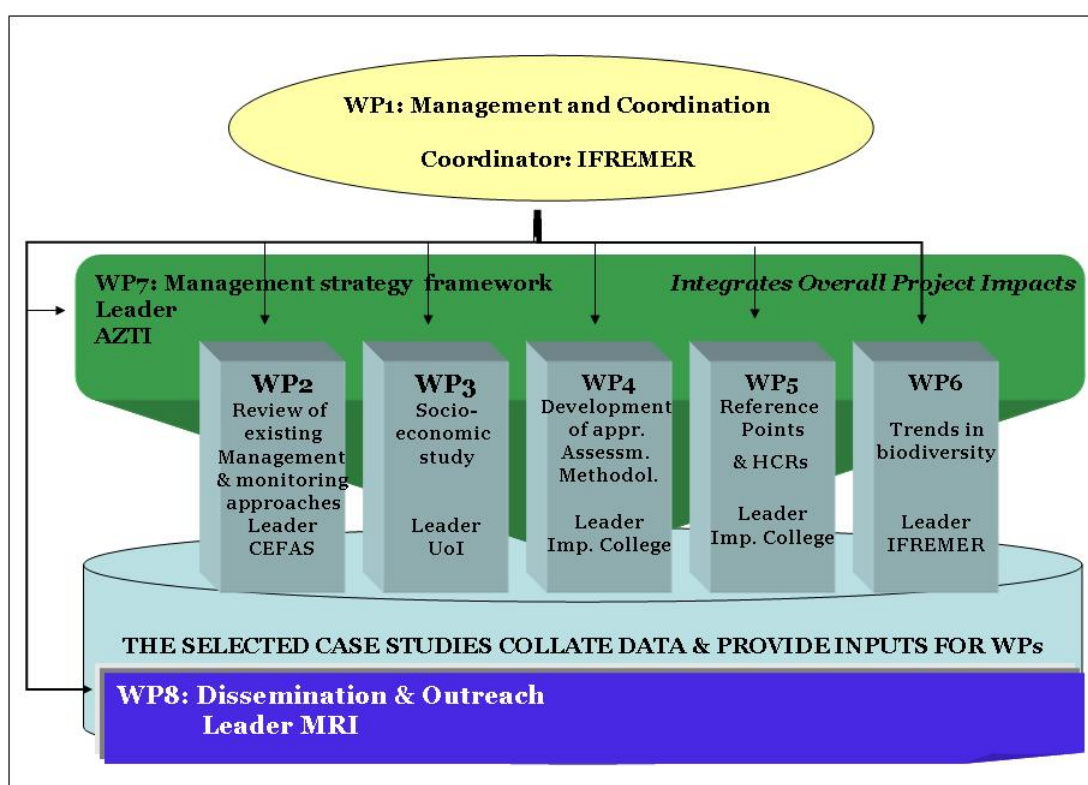 WP1: Management and Coordination
Coordinator: IFREMER
WP7: Management strategy framework
Leader
AZTI
Integrates Overall Project Impacts
WP2
Review of
existing
Management
& monitoring
approaches
Leader
CEFAS
WP3
Socio-
economic
study
Leader
UoI
WP4
Development
of appr.
Assessm.
Methodol.
Leader
Imp. College
WP5
Reference
Points
& HCRs
Leader
Imp. College
WP6
Trends in
biodiversity
Leader
IFREMER
THE SELECTED CASE STUDIES COLLATE DATA & PROVIDE INPUTS FOR WPs
WP8: Dissemination & Outreach
Leader MRI